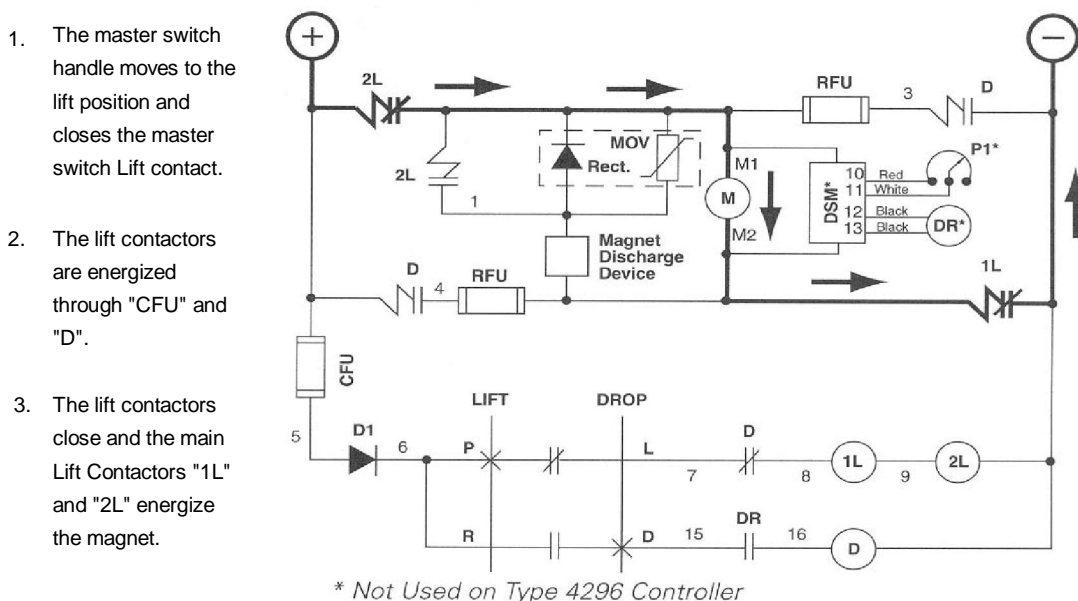 1. The master switch
handle moves to the
lift position and
closes the master
switch Lift contact.
2. The lift contactors
are energized
through "CFU" and
"D".
3. The lift contactors
close and the main
Lift Contactors "1L"
and "2L" energize
the magnet.
+
−
2L
RFU
3
D
MOV
Rect.
2L
1
M1
M
M2
DSM*
10 Red
11 White
12 Black
13 Black
P1*
DR*
Magnet
Discharge
Device
D
4
RFU
1L
CFU
LIFT
DROP
5
D1
6
P
L
7
D
8
1L
9
2L
R
D
15
DR
16
D
* Not Used on Type 4296 Controller